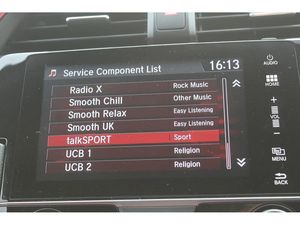 Service Component List
16:13
Radio X Rock Music
Smooth Chill Other Music
Smooth Relax Easy Listening
Smooth UK Easy Listening
talkSPORT Sport
UCB 1 Religion
UCB 2 Religion
AUDIO
HOME
+
VOL
−
MENU
BACK